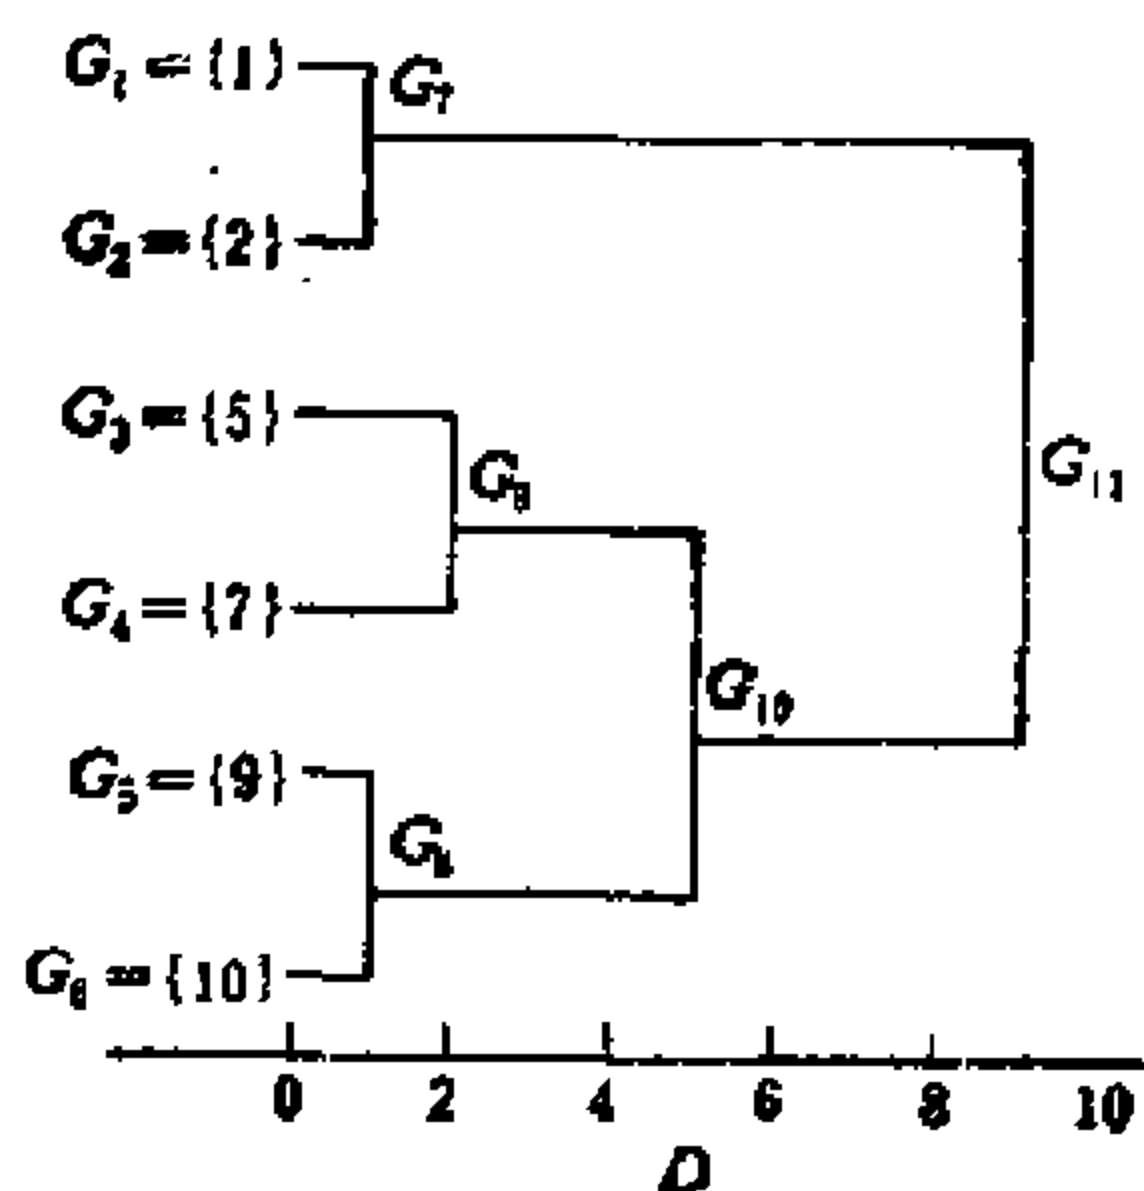 G₁ = {1}
G₇
G₂ = {2}
G₃ = {5}
G₉
G₁₁
G₄ = {7}
G₁₀
G₅ = {9}
G₈
G₆ = {10}
0 2 4 6 8 10
D